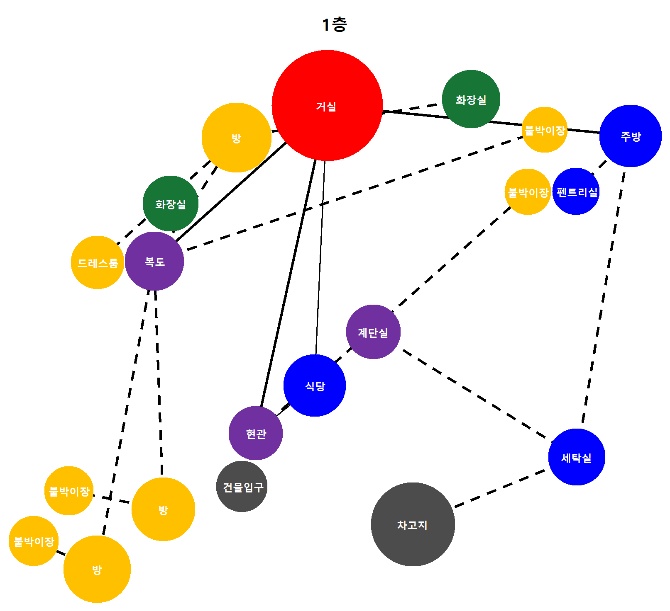 1층
거실
화장실
붙박이장
주방
방
붙박이장
펜트리실
화장실
드레스룸
복도
계단실
식당
현관
건물입구
세탁실
차고지
붙박이장
방
붙박이장
방